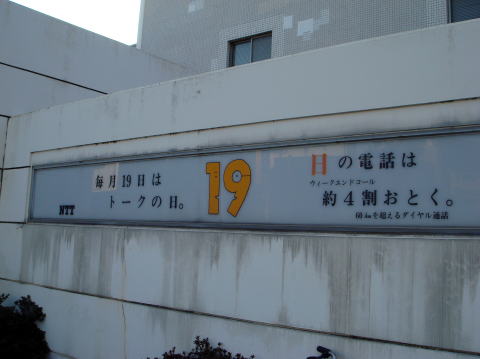 毎月19日は
トークの日。
NTT
19
日の電話は
ウィークエンドコール
約4割おとく。
60kmを超えるダイヤル通話